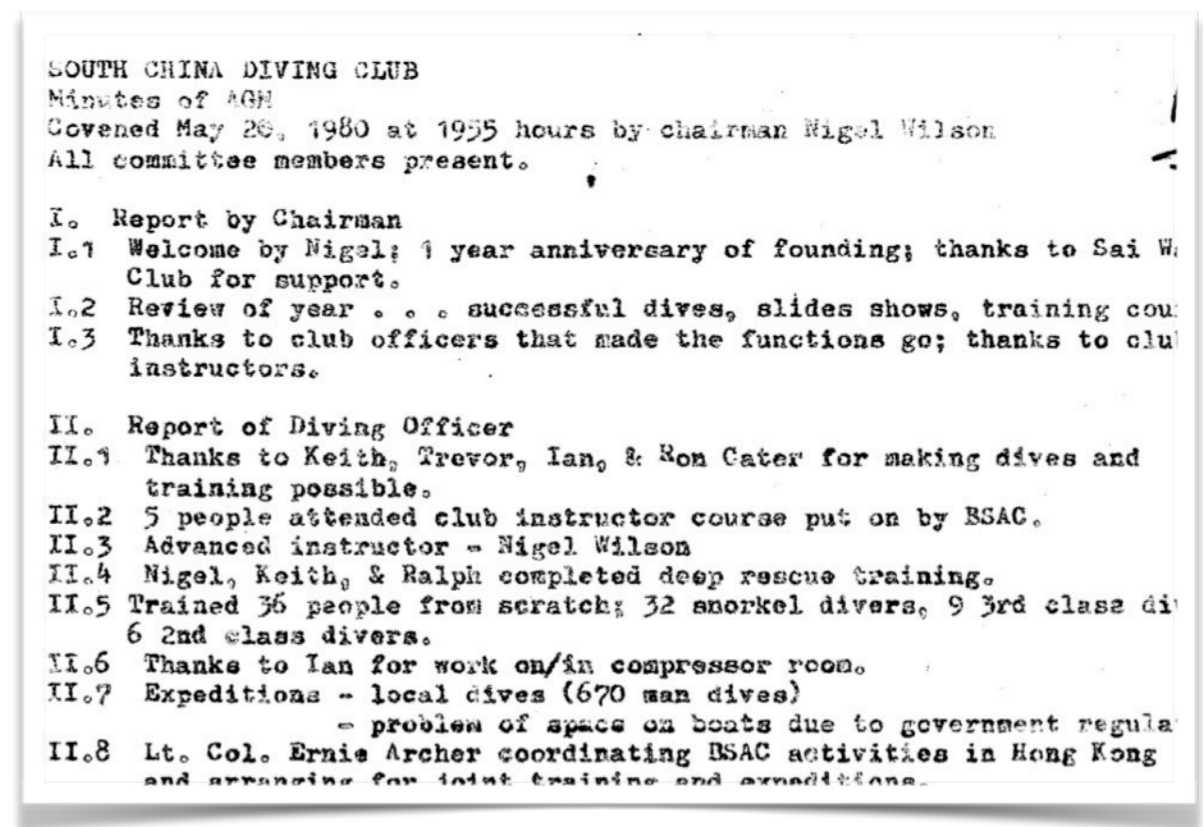 SOUTH CHINA DIVING CLUB
Minutes of AGM
Covened May 20, 1980 at 1955 hours by chairman Nigel Wilson
All committee members present.
I. Report by Chairman
I.1 Welcome by Nigel; 1 year anniversary of founding; thanks to Sai
Club for support.
I.2 Review of year . . . successful dives, slides shows, training
I.3 Thanks to club officers that made the functions go; thanks to
instructors.
II. Report of Diving Officer
II.1 Thanks to Keith, Trevor, Ian, & Ron Cater for making dives and
training possible.
II.2 5 people attended club instructor course put on by BSAC.
II.3 Advanced instructor - Nigel Wilson
II.4 Nigel, Keith, & Ralph completed deep rescue training.
II.5 Trained 36 people from scratch; 32 snorkel divers, 9 3rd class
6 2nd class divers.
II.6 Thanks to Ian for work on/in compressor room.
II.7 Expeditions - local dives (670 man dives)
- problem of space on boats due to government
II.8 Lt. Col. Ernie Archer coordinating BSAC activities in Hong Kong
and arranging for joint training and expeditions.